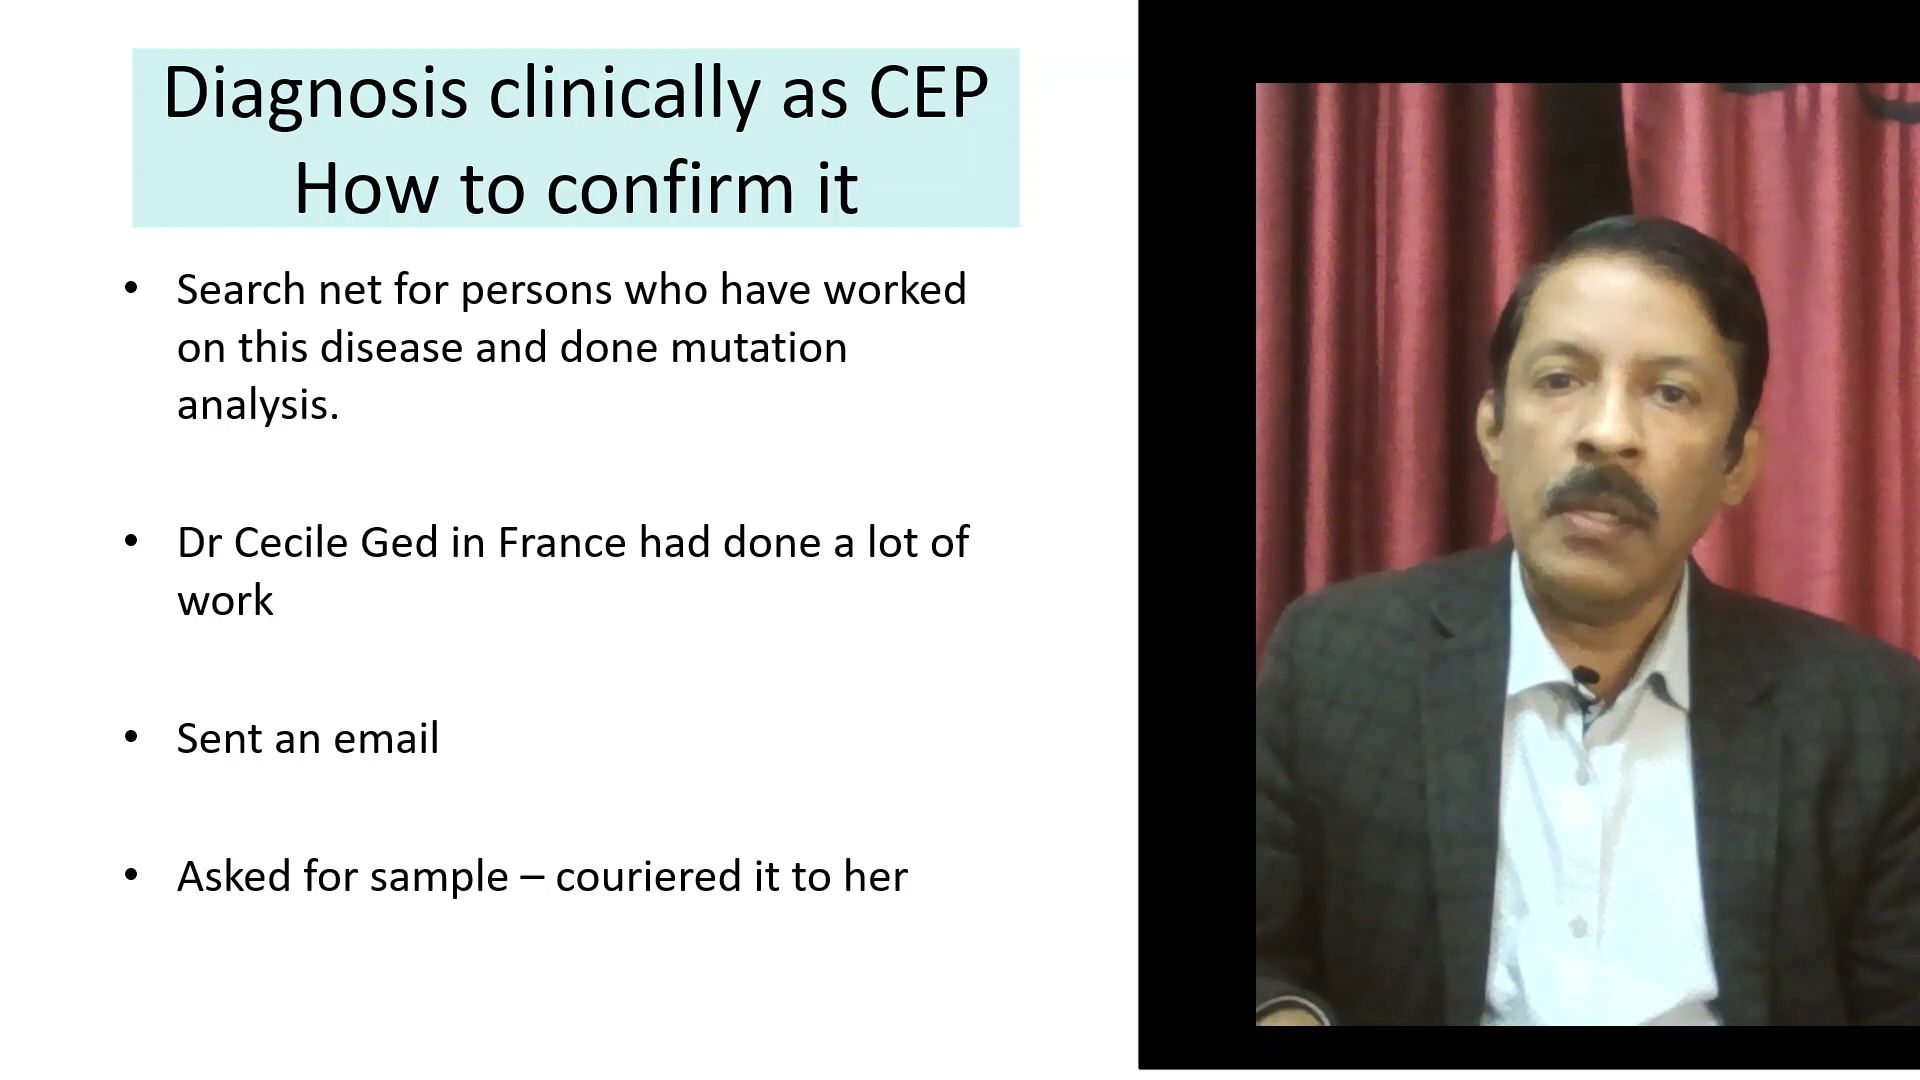 Diagnosis clinically as CEP
How to confirm it
• Search net for persons who have worked
on this disease and done mutation
analysis.
• Dr Cecile Ged in France had done a lot of
work
• Sent an email
• Asked for sample – couriered it to her